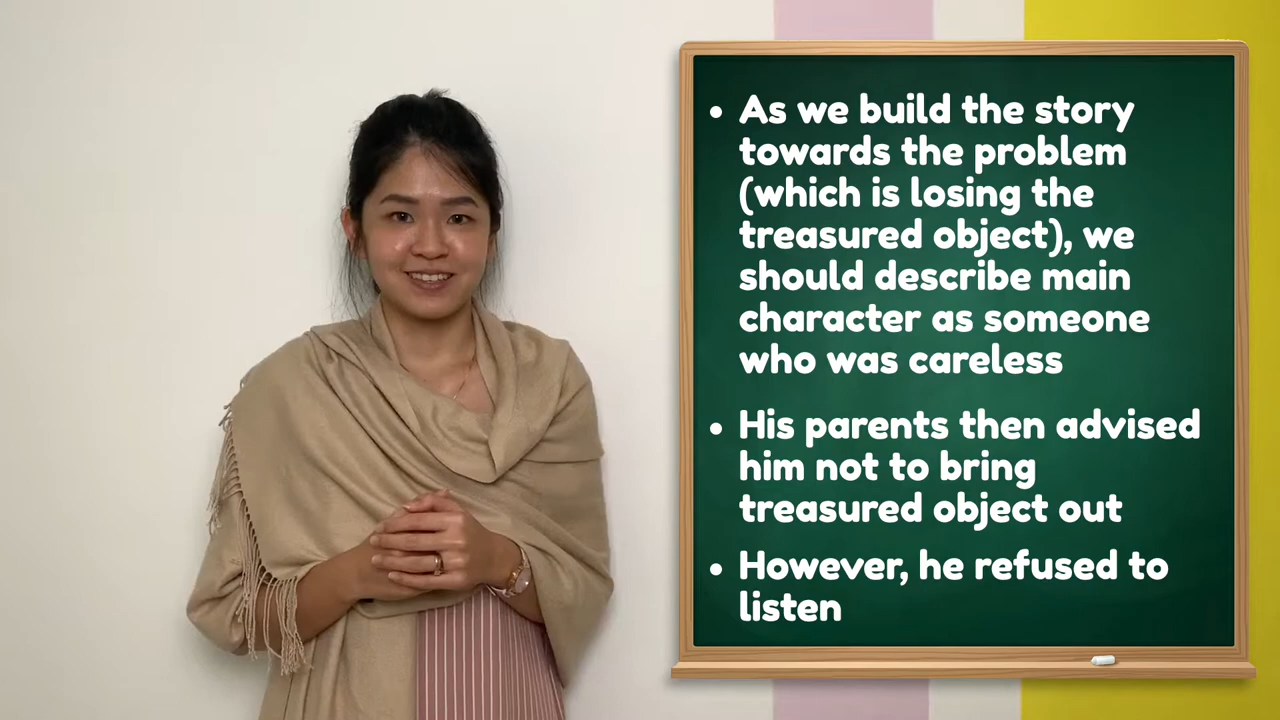 • As we build the story
towards the problem
(which is losing the
treasured object), we
should describe main
character as someone
who was careless
• His parents then advised
him not to bring
treasured object out
• However, he refused to
listen